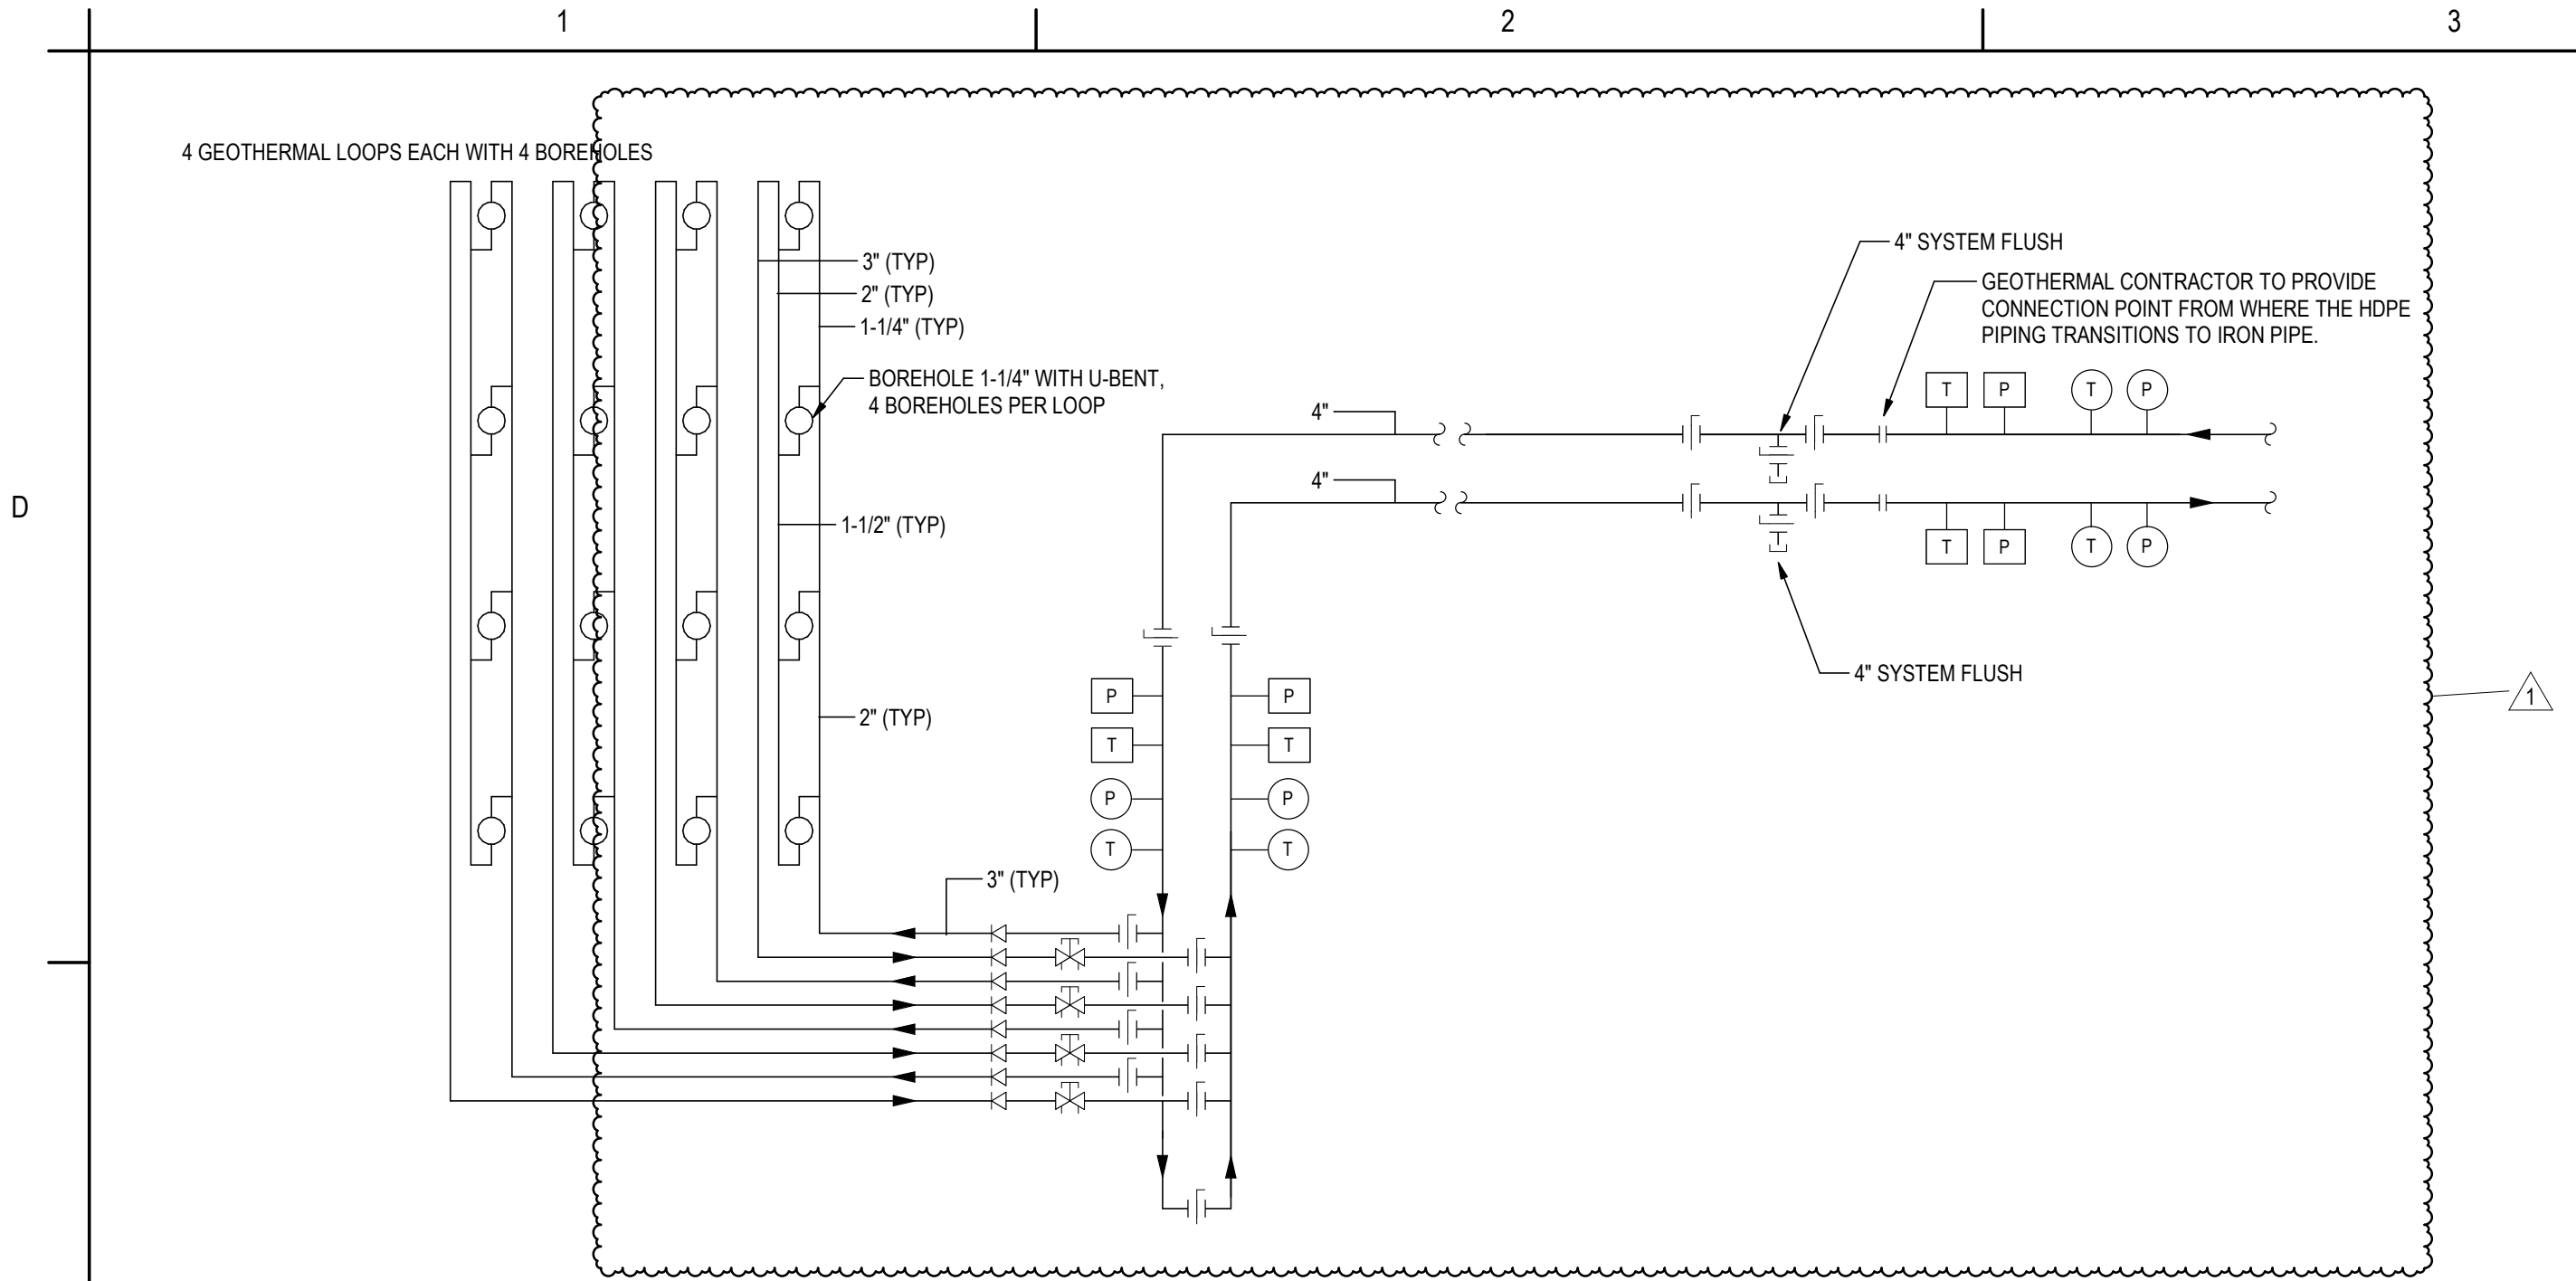 1
2
3
4 GEOTHERMAL LOOPS EACH WITH 4 BOREHOLES
4" SYSTEM FLUSH
3" (TYP)
GEOTHERMAL CONTRACTOR TO PROVIDE
CONNECTION POINT FROM WHERE THE HDPE
PIPING TRANSITIONS TO IRON PIPE.
2" (TYP)
1-1/4" (TYP)
BOREHOLE 1-1/4" WITH U-BENT,
4 BOREHOLES PER LOOP
T P T P
4"
4"
D
1-1/2" (TYP)
T P T P
4" SYSTEM FLUSH
P P
1
2" (TYP)
T T
P P
T T
3" (TYP)